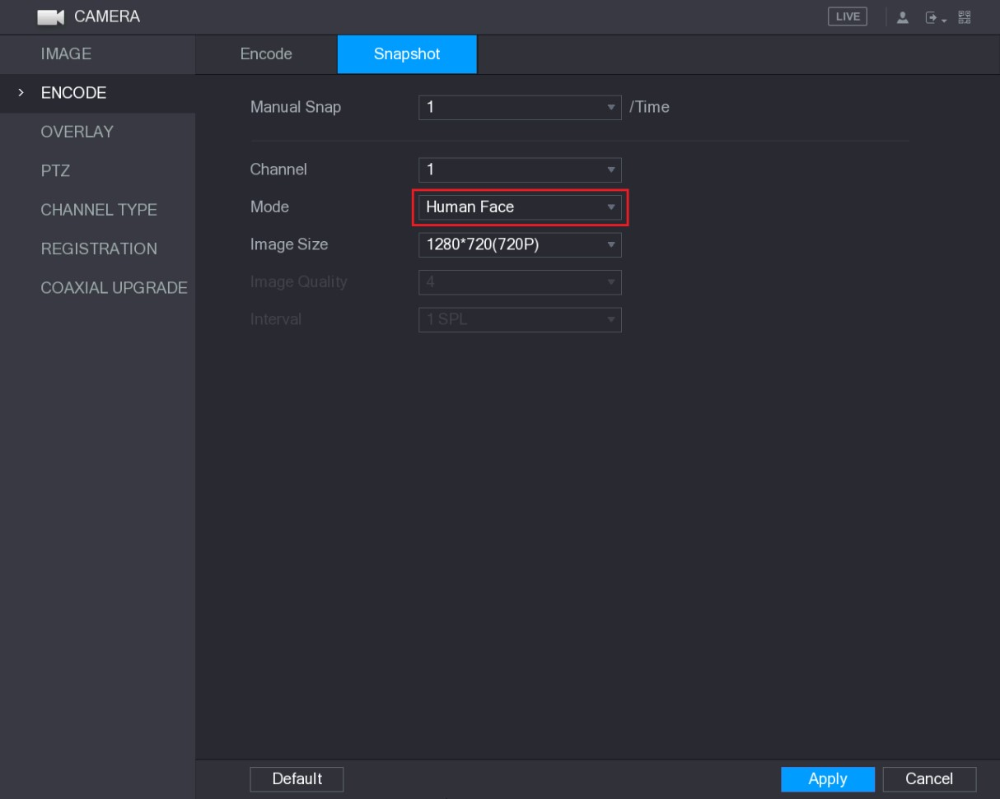 CAMERA
LIVE
IMAGE
Encode
Snapshot
ENCODE
Manual Snap 1 /Time
OVERLAY
PTZ
Channel 1
CHANNEL TYPE
Mode Human Face
REGISTRATION
Image Size 1280*720(720P)
COAXIAL UPGRADE
Image Quality 4
Interval 1 SPL
Default
Apply
Cancel